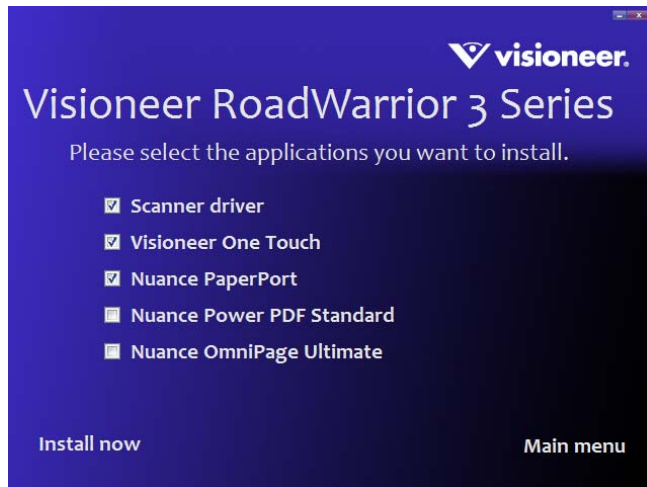 visioneer.
Visioneer RoadWarrior 3 Series
Please select the applications you want to install.
Scanner driver
Visioneer One Touch
Nuance PaperPort
Nuance Power PDF Standard
Nuance OmniPage Ultimate
Install now
Main menu